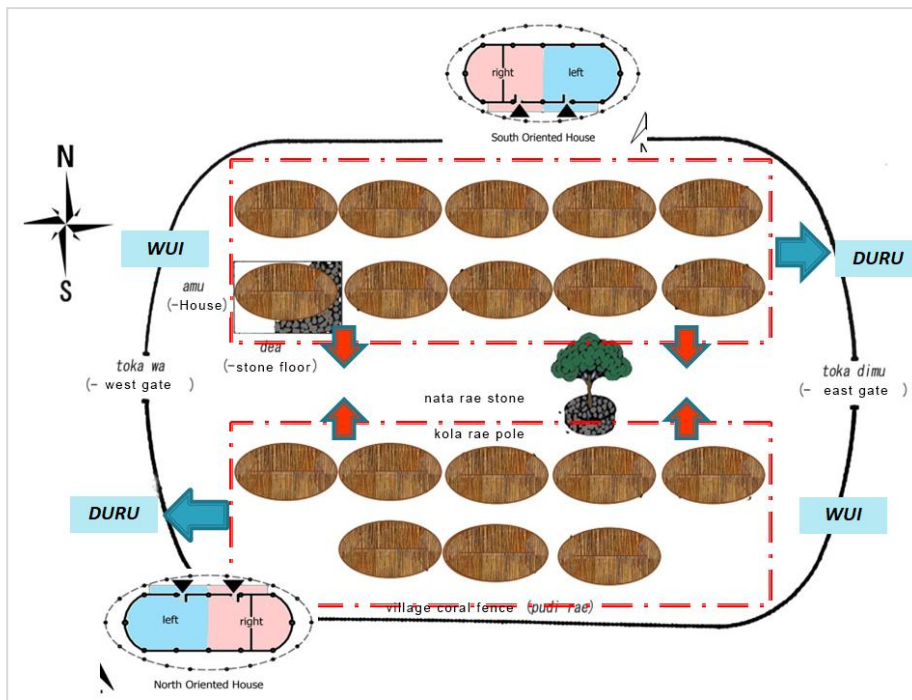 right left
South Oriented House
N
N
S
WUI
DURU
amu
(-House)
dea
(-stone floor)
toka wa
(- west gate )
toka dimu
(- east gate )
nata rae stone
kola rae pole
DURU
WUI
village coral fence (pudi rae)
left right
North Oriented House